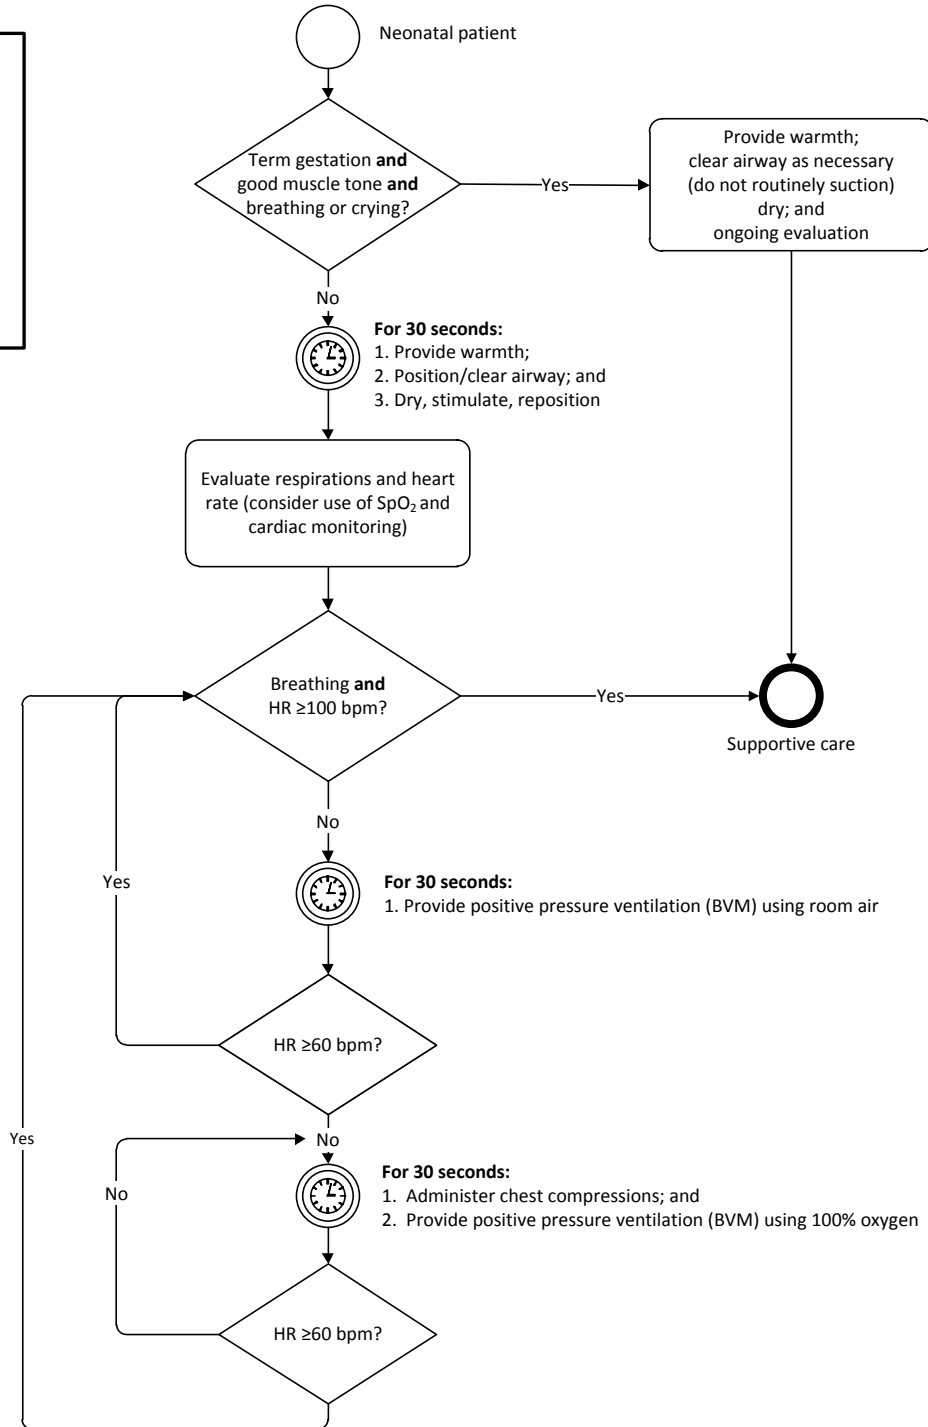 Neonatal patient
Term gestation and
good muscle tone and
breathing or crying?
Yes
Provide warmth;
clear airway as necessary
(do not routinely suction)
dry; and
ongoing evaluation
No
For 30 seconds:
1. Provide warmth;
2. Position/clear airway; and
3. Dry, stimulate, reposition
Evaluate respirations and heart
rate (consider use of SpO₂ and
cardiac monitoring)
Breathing and
HR ≥100 bpm?
Yes
Supportive care
No
For 30 seconds:
1. Provide positive pressure ventilation (BVM) using room air
Yes
HR ≥60 bpm?
Yes
No
For 30 seconds:
1. Administer chest compressions; and
2. Provide positive pressure ventilation (BVM) using 100% oxygen
No
HR ≥60 bpm?